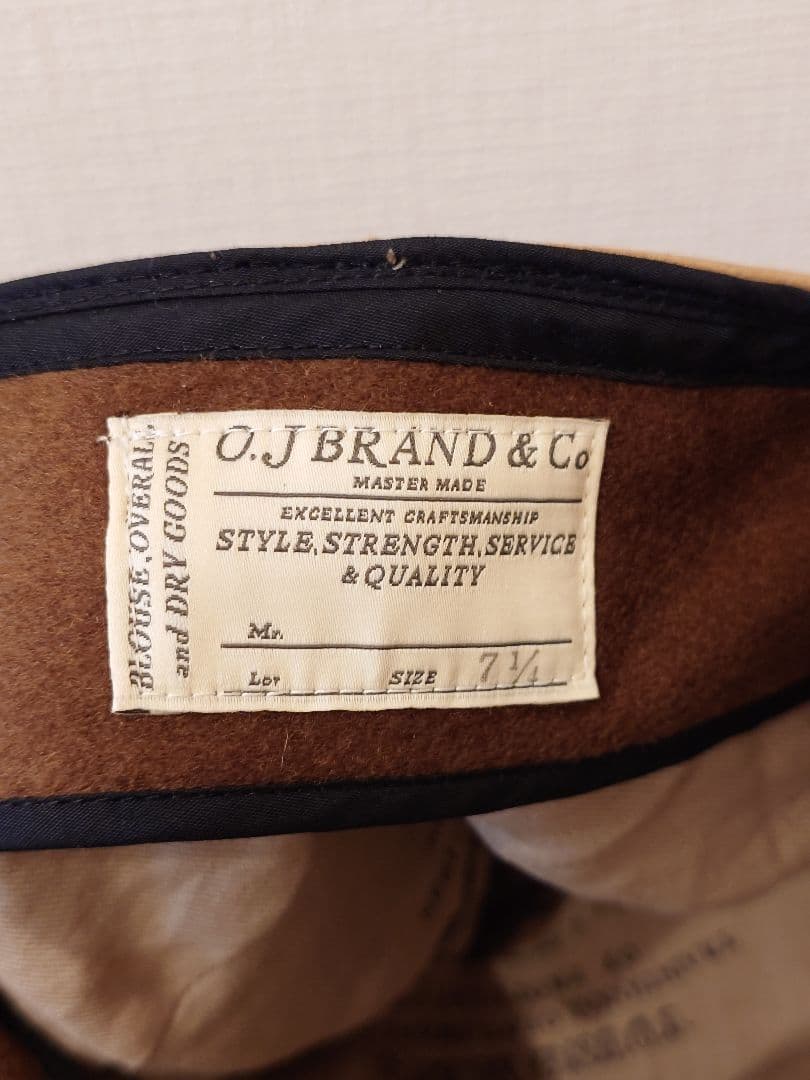 O.J BRAND & Co
MASTER MADE
EXCELLENT CRAFTSMANSHIP
STYLE, STRENGTH, SERVICE
& QUALITY
Mr.
Lot SIZE 7 1/4
BLOUSE, OVERALL,
and DRY GOODS